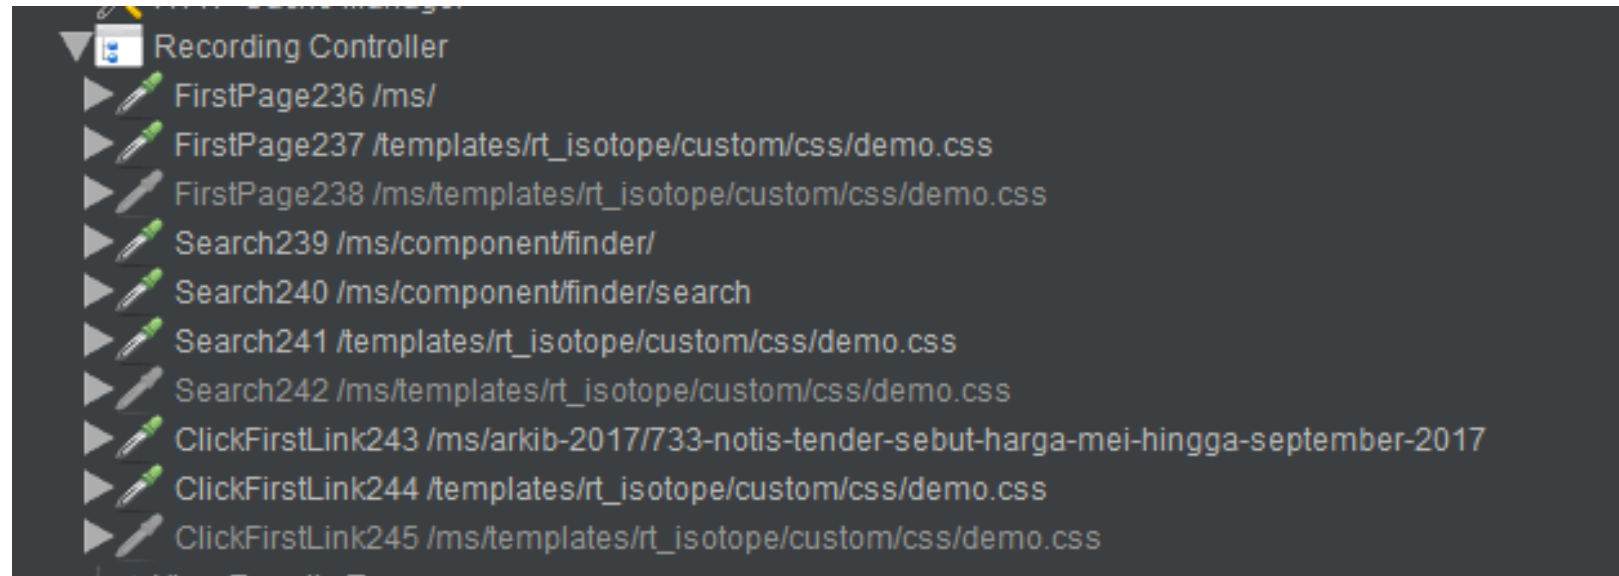 HTTP Cache Manager
Recording Controller
FirstPage236 /ms/
FirstPage237 /templates/rt_isotope/custom/css/demo.css
FirstPage238 /ms/templates/rt_isotope/custom/css/demo.css
Search239 /ms/component/finder/
Search240 /ms/component/finder/search
Search241 /templates/rt_isotope/custom/css/demo.css
Search242 /ms/templates/rt_isotope/custom/css/demo.css
ClickFirstLink243 /ms/arkib-2017/733-notis-tender-sebut-harga-mei-hingga-september-2017
ClickFirstLink244 /templates/rt_isotope/custom/css/demo.css
ClickFirstLink245 /ms/templates/rt_isotope/custom/css/demo.css